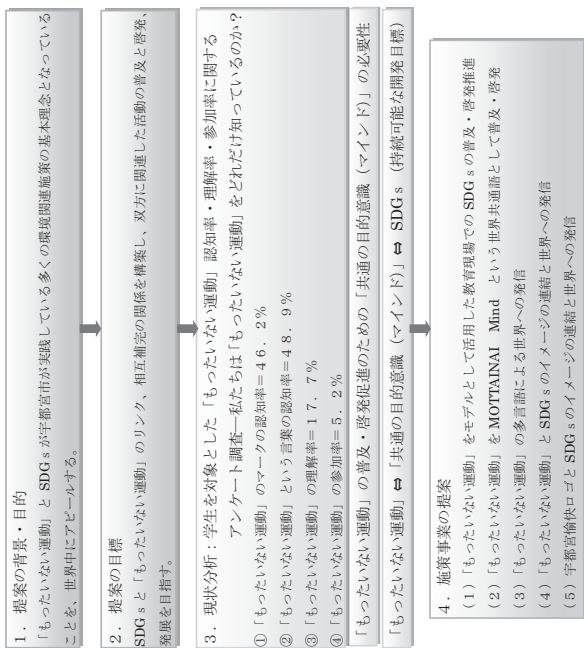 1．提案の背景・目的
「もったいない運動」と SDGｓが宇都宮市が実践している多くの環境関連施策の基本理念となっている
ことを、世界中にアピールする。
2．提案の目標
SDGｓと「もったいない運動」のリンク、相互補完の関係を構築し、双方に関連した活動の普及と啓発、
発展を目指す。
3．現状分析：学生を対象とした「もったいない運動」認知率・理解率・参加率に関する
アンケート調査―私たちは「もったいない運動」をどれだけ知っているのか？
①「もったいない運動」のマークの認知率＝４６．２％
②「もったいない運動」という言葉の認知率＝４８．９％
③「もったいない運動」の理解率＝１７．７％
④「もったいない運動」の参加率＝５．２％
「もったいない運動」の普及・啓発促進のための「共通の目的意識（マインド）」の必要性
「もったいない運動」⇔「共通の目的意識（マインド）」⇔ SDGｓ（持続可能な開発目標）
4．施策事業の提案
（1）「もったいない運動」をモデルとして活用した教育現場での SDGｓの普及・啓発推進
（2）「もったいない運動」を MOTTAINAI Mind という世界共通語として普及・啓発
（3）「もったいない運動」の多言語による世界への発信
（4）「もったいない運動」と SDGｓのイメージの連結と世界への発信
（5）宇都宮愉快ロゴと SDGｓのイメージの連結と世界への発信